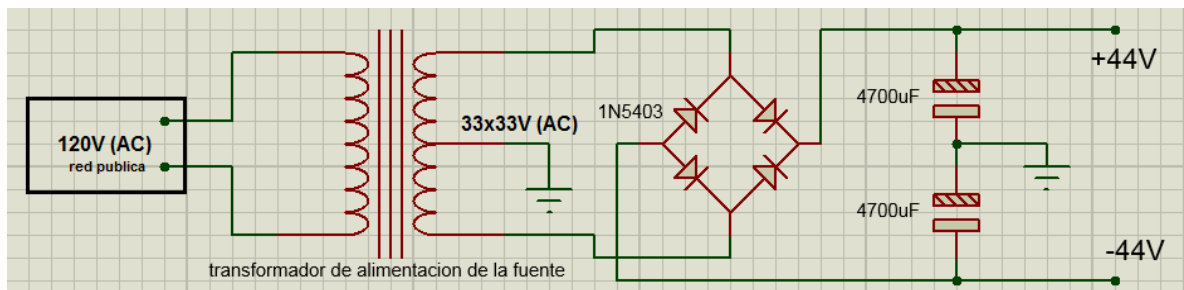 120V (AC)
red publica
33x33V (AC)
1N5403
4700uF
4700uF
+44V
-44V
transformador de alimentacion de la fuente